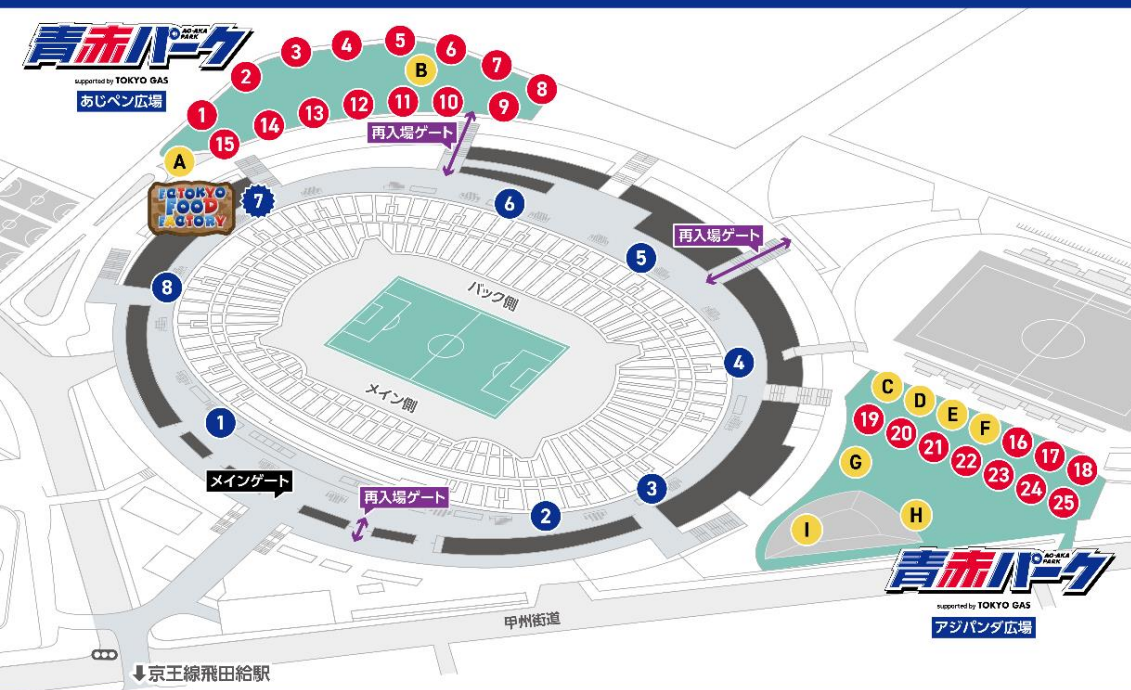 青赤パーク
AO-AKA
PARK
supported by TOKYO GAS
あじペン広場
1
2
3
4
5
6
7
8
9
10
11
12
13
14
15
A
B
再入場ゲート
FC TOKYO
FOOD
FACTORY
7
6
再入場ゲート
5
8
バック側
4
メイン側
1
メインゲート
再入場ゲート
2
3
C
D
E
F
16
17
18
19
20
21
22
23
24
25
G
H
I
青赤パーク
AO-AKA
PARK
supported by TOKYO GAS
アジパンダ広場
甲州街道
⬇京王線飛田給駅